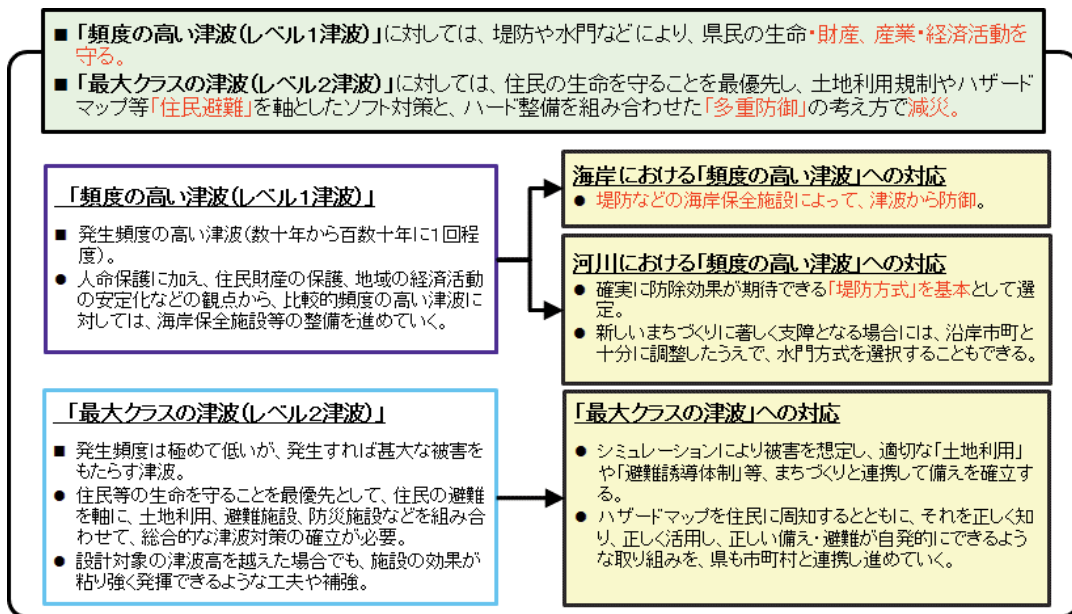 ■ 「頻度の高い津波(レベル1津波)」に対しては、堤防や水門などにより、県民の生命・財産、産業・経済活動を
守る。
■ 「最大クラスの津波(レベル2津波)」に対しては、住民の生命を守ることを最優先し、土地利用規制やハザード
マップ等「住民避難」を軸としたソフト対策と、ハード整備を組み合わせた「多重防御」の考え方で減災。
「頻度の高い津波(レベル1津波)」
■ 発生頻度の高い津波(数十年から百数十年に1回程
度)。
● 人命保護に加え、住民財産の保護、地域の経済活動
の安定化などの観点から、比較的頻度の高い津波に
対しては、海岸保全施設等の整備を進めていく。
海岸における「頻度の高い津波」への対応
● 堤防などの海岸保全施設によって、津波から防御。
河川における「頻度の高い津波」への対応
● 確実に防除効果が期待できる「堤防方式」を基本として選
定。
● 新しいまちづくりに著しく支障となる場合には、沿岸市町と
十分に調整したうえで、水門方式を選択することもできる。
「最大クラスの津波(レベル2津波)」
■ 発生頻度は極めて低いが、発生すれば甚大な被害を
もたらす津波。
● 住民等の生命を守ることを最優先として、住民の避難
を軸に、土地利用、避難施設、防災施設などを組み合
わせて、総合的な津波対策の確立が必要。
● 設計対象の津波高を越えた場合でも、施設の効果が
粘り強く発揮できるような工夫や補強。
「最大クラスの津波」への対応
● シミュレーションにより被害を想定し、適切な「土地利用」
や「避難誘導体制」等、まちづくりと連携して備えを確立す
る。
● ハザードマップを住民に周知するとともに、それを正しく知
り、正しく活用し、正しい備え・避難が自発的にできるよう
な取り組みを、県も市町村と連携し進めていく。